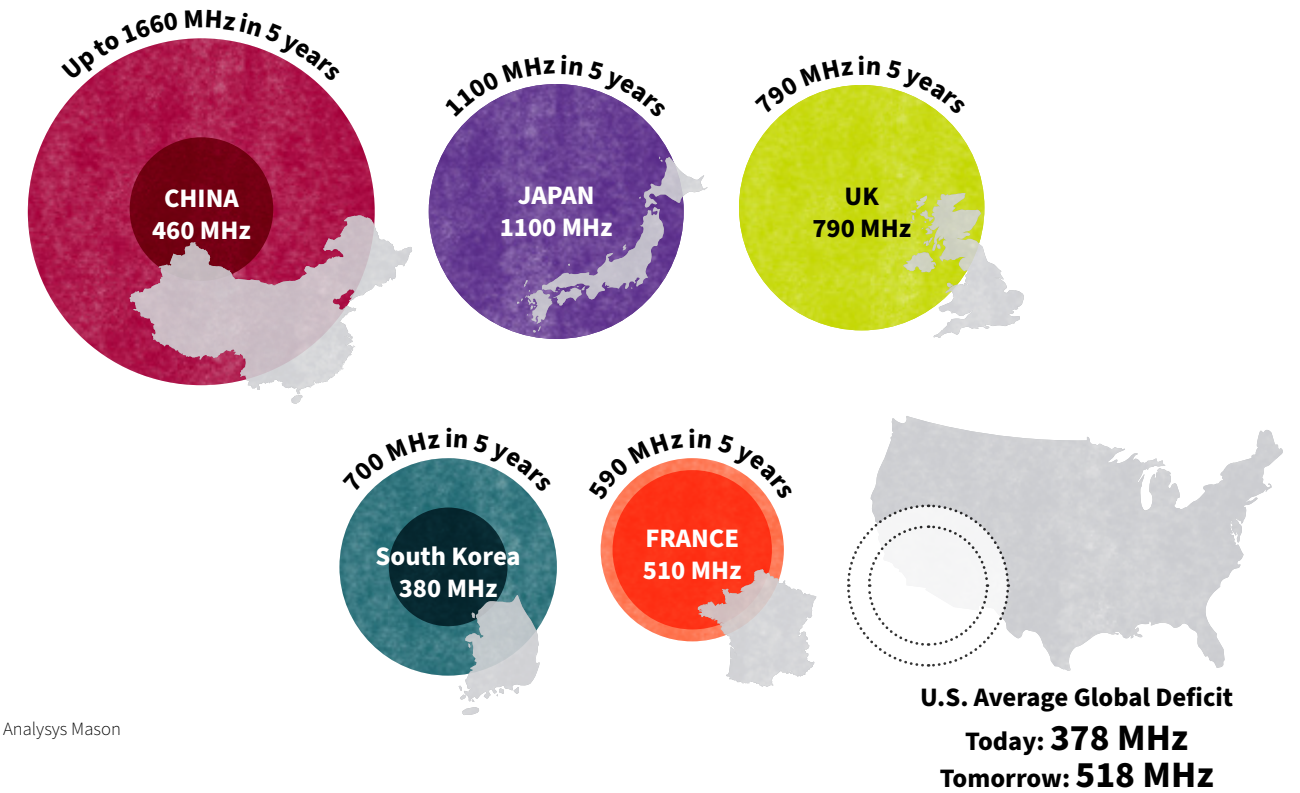 Up to 1660 MHz in 5 years
CHINA
460 MHz
1100 MHz in 5 years
JAPAN
1100 MHz
790 MHz in 5 years
UK
790 MHz
700 MHz in 5 years
South Korea
380 MHz
590 MHz in 5 years
FRANCE
510 MHz
U.S. Average Global Deficit
Today: 378 MHz
Tomorrow: 518 MHz
Analysys Mason